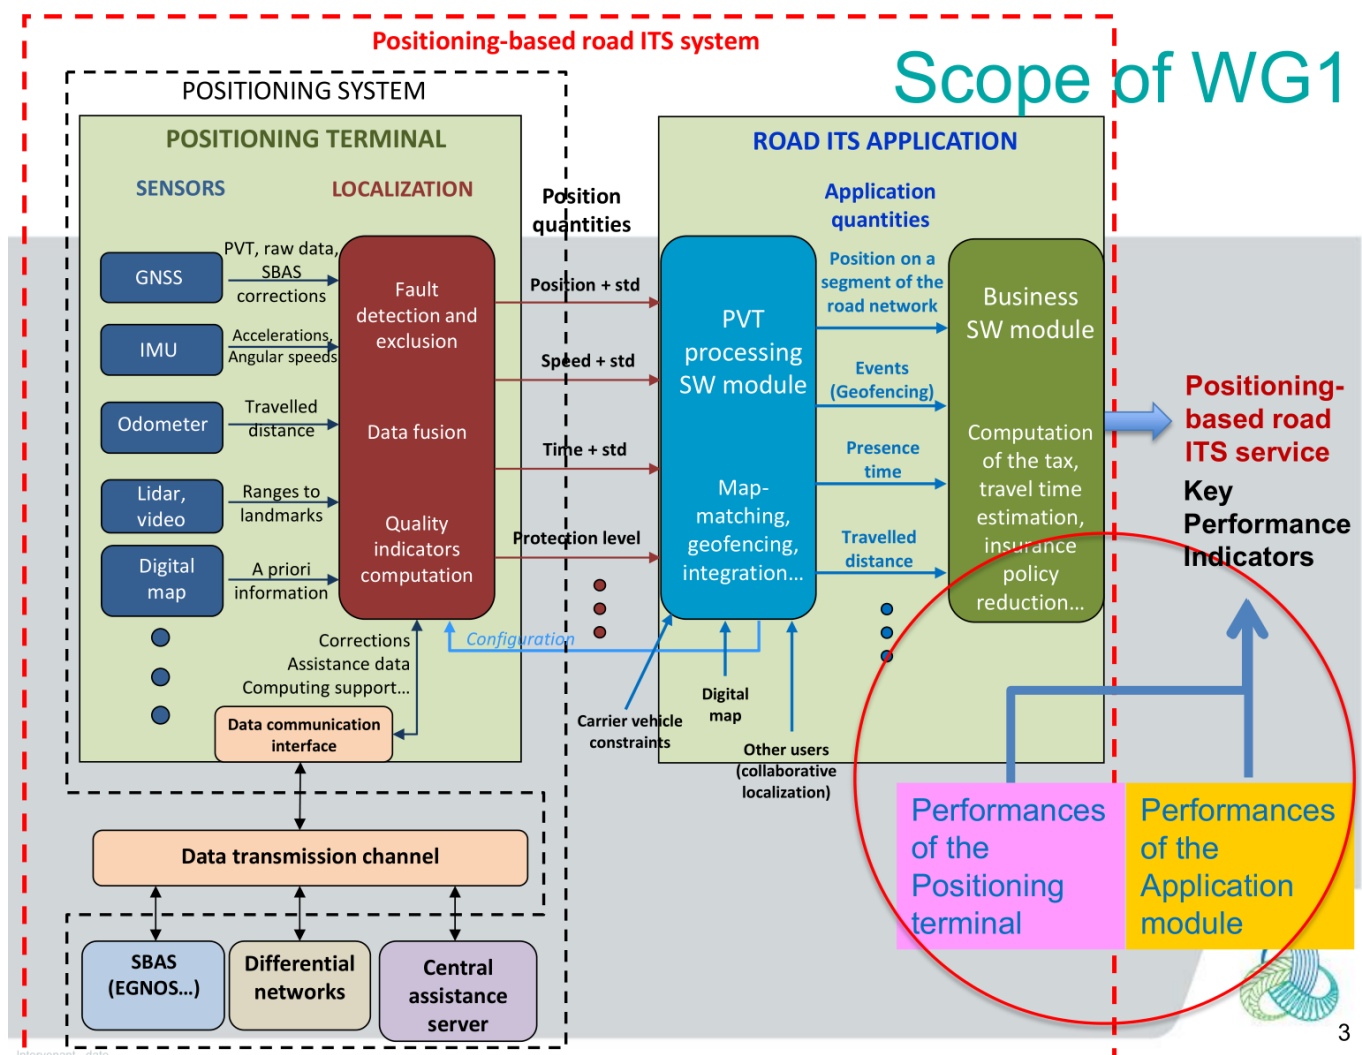 Positioning-based road ITS system
Scope of WG1
POSITIONING SYSTEM
POSITIONING TERMINAL
SENSORS
LOCALIZATION
GNSS
PVT, raw data,
SBAS
corrections
IMU
Accelerations,
Angular speeds
Odometer
Travelled
distance
Lidar,
video
Ranges to
landmarks
Digital
map
A priori
information
Fault
detection and
exclusion
Data fusion
Quality
indicators
computation
Corrections
Assistance data
Computing support...
Data communication
interface
Configuration
Position
quantities
Position + std
Speed + std
Time + std
Protection level
ROAD ITS APPLICATION
Application
quantities
PVT
processing
SW module
Map-
matching,
geofencing,
integration...
Position on a
segment of the
road network
Events
(Geofencing)
Presence
time
Travelled
distance
Business
SW module
Computation
of the tax,
travel time
estimation,
insurance
policy
reduction...
Carrier vehicle
constraints
Digital
map
Other users
(collaborative
localization)
Positioning-
based road
ITS service
Key
Performance
Indicators
Performances
of the
Positioning
terminal
Performances
of the
Application
module
Data transmission channel
SBAS
(EGNOS...)
Differential
networks
Central
assistance
server
3